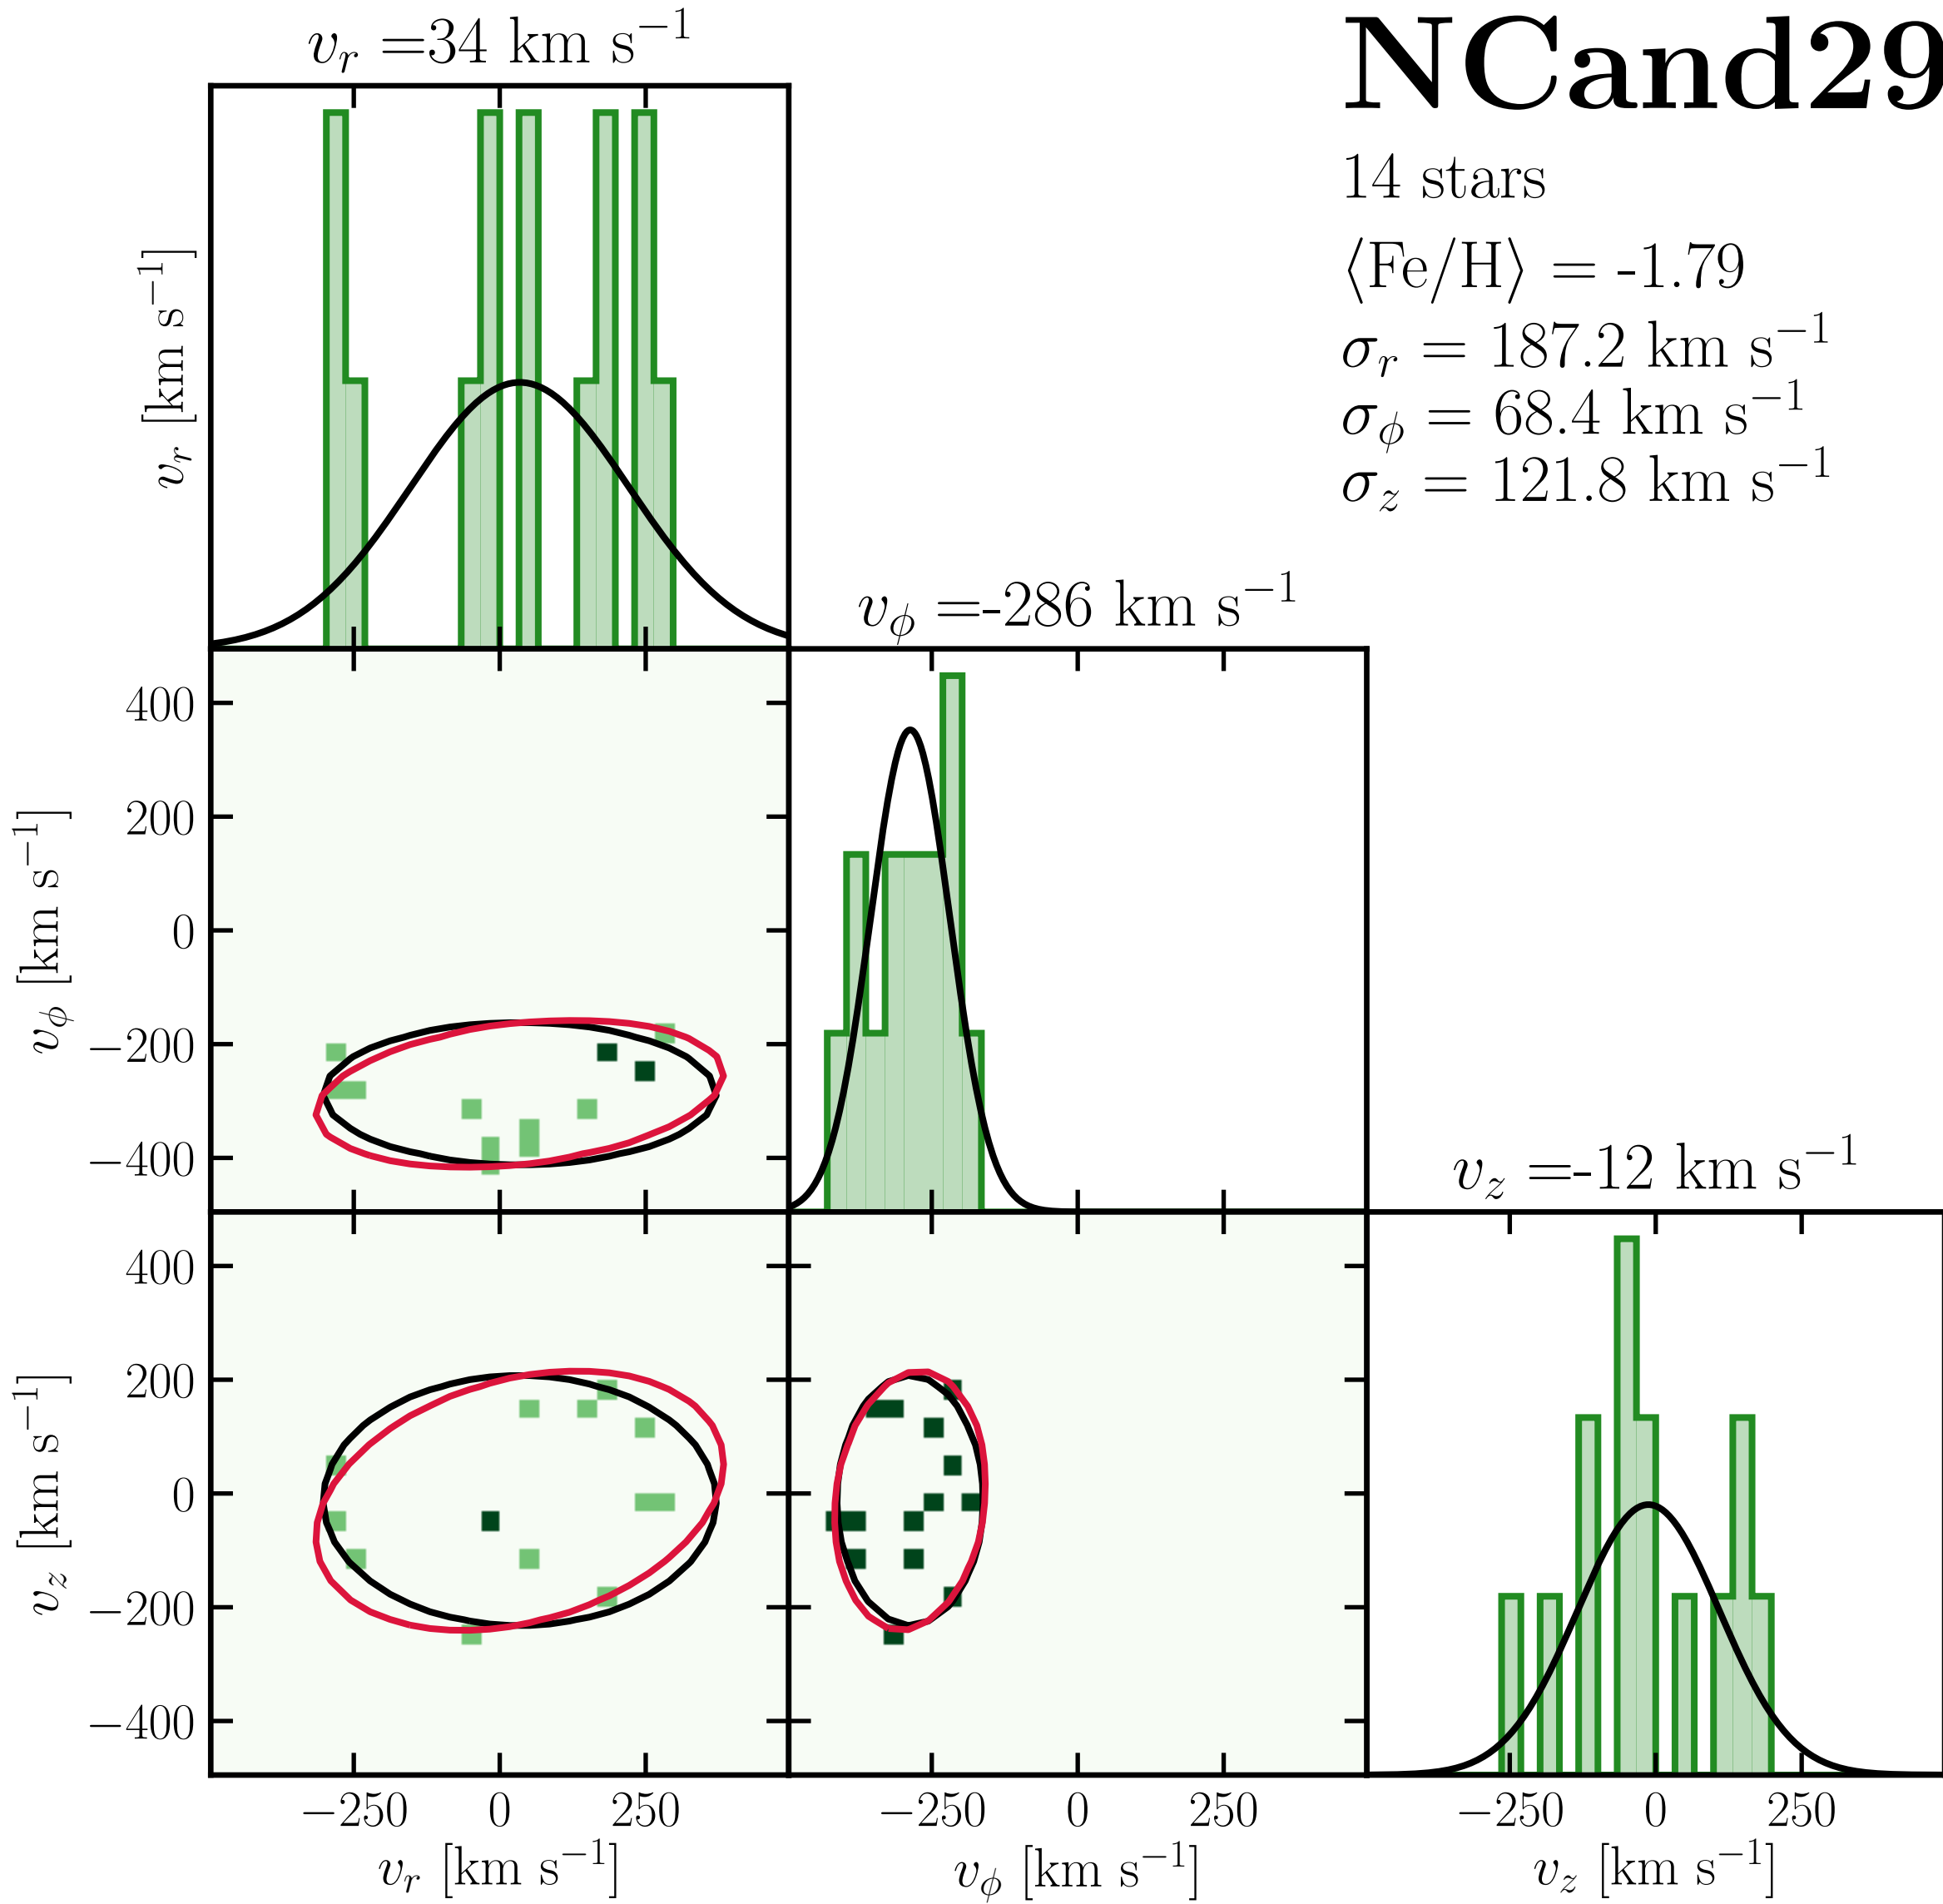 v_r =34 km s⁻¹
NCand29
14 stars
⟨Fe/H⟩ = -1.79
σ_r = 187.2 km s⁻¹
σ_ϕ = 68.4 km s⁻¹
σ_z = 121.8 km s⁻¹
v_r [km s⁻¹]
v_ϕ =-286 km s⁻¹
400
200
0
−200
−400
v_ϕ [km s⁻¹]
v_z =-12 km s⁻¹
400
200
0
−200
−400
v_z [km s⁻¹]
−250 0 250
−250 0 250
−250 0 250
v_r [km s⁻¹]
v_ϕ [km s⁻¹]
v_z [km s⁻¹]